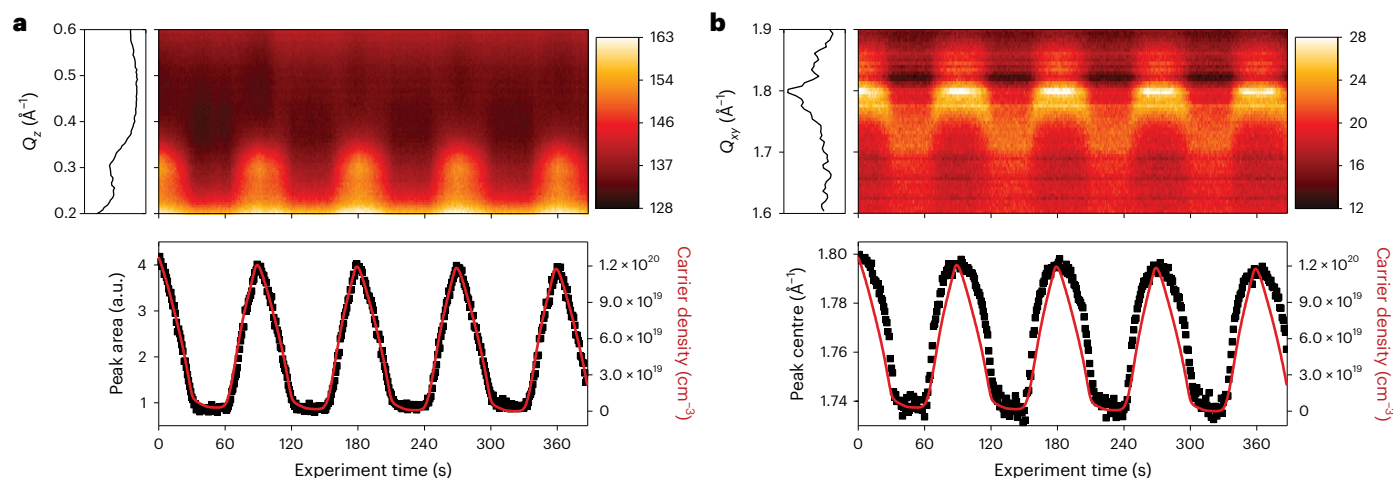 a
0.6
0.5
0.4
0.3
0.2
Qz (Å−1)
163
154
146
137
128
b
1.9
1.8
1.7
1.6
Qxy (Å−1)
28
24
20
16
12
4
3
2
1
Peak area (a.u.)
1.2 × 10^20
9.0 × 10^19
6.0 × 10^19
3.0 × 10^19
0
Carrier density (cm−3)
0 60 120 180 240 300 360
Experiment time (s)
1.80
1.78
1.76
1.74
Peak centre (Å−1)
1.2 × 10^20
9.0 × 10^19
6.0 × 10^19
3.0 × 10^19
0
Carrier density (cm−3)
0 60 120 180 240 300 360
Experiment time (s)